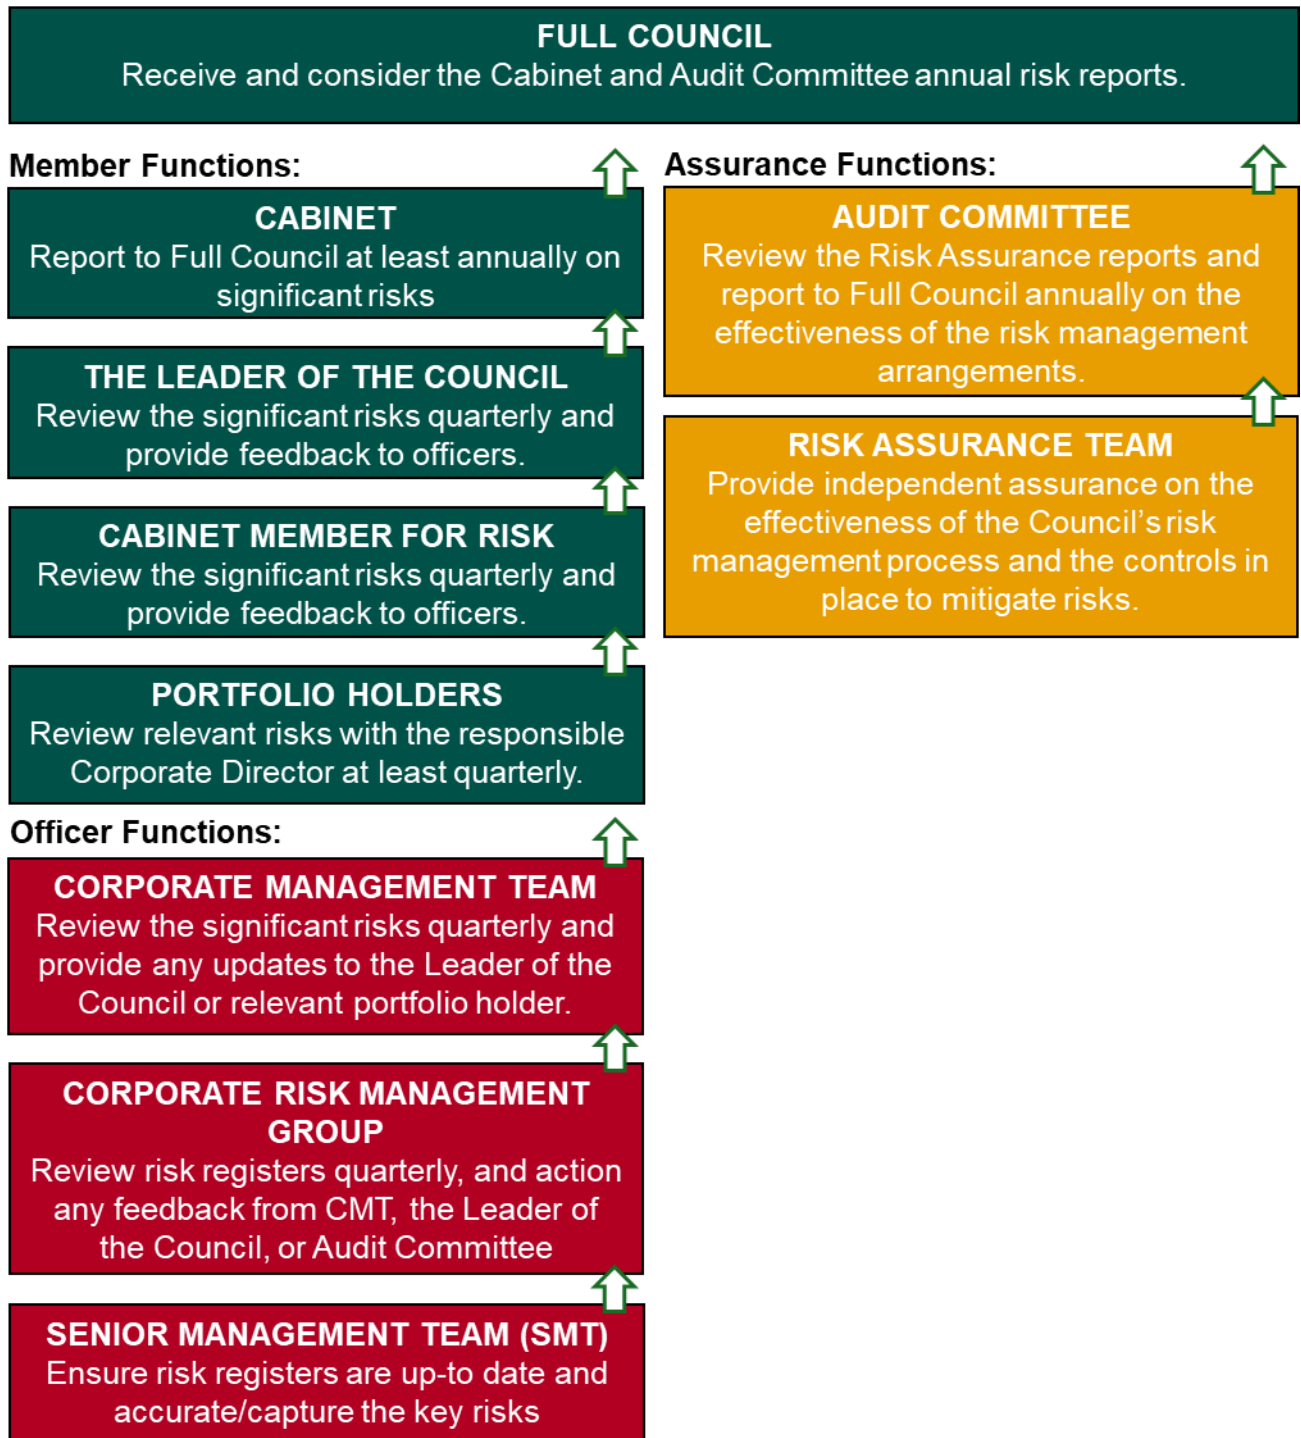 FULL COUNCIL
Receive and consider the Cabinet and Audit Committee annual risk reports.
Member Functions:
CABINET
Report to Full Council at least annually on
significant risks
THE LEADER OF THE COUNCIL
Review the significant risks quarterly and
provide feedback to officers.
CABINET MEMBER FOR RISK
Review the significant risks quarterly and
provide feedback to officers.
PORTFOLIO HOLDERS
Review relevant risks with the responsible
Corporate Director at least quarterly.
Officer Functions:
CORPORATE MANAGEMENT TEAM
Review the significant risks quarterly and
provide any updates to the Leader of the
Council or relevant portfolio holder.
CORPORATE RISK MANAGEMENT
GROUP
Review risk registers quarterly, and action
any feedback from CMT, the Leader of
the Council, or Audit Committee
SENIOR MANAGEMENT TEAM (SMT)
Ensure risk registers are up-to date and
accurate/capture the key risks
Assurance Functions:
AUDIT COMMITTEE
Review the Risk Assurance reports and
report to Full Council annually on the
effectiveness of the risk management
arrangements.
RISK ASSURANCE TEAM
Provide independent assurance on the
effectiveness of the Council’s risk
management process and the controls in
place to mitigate risks.